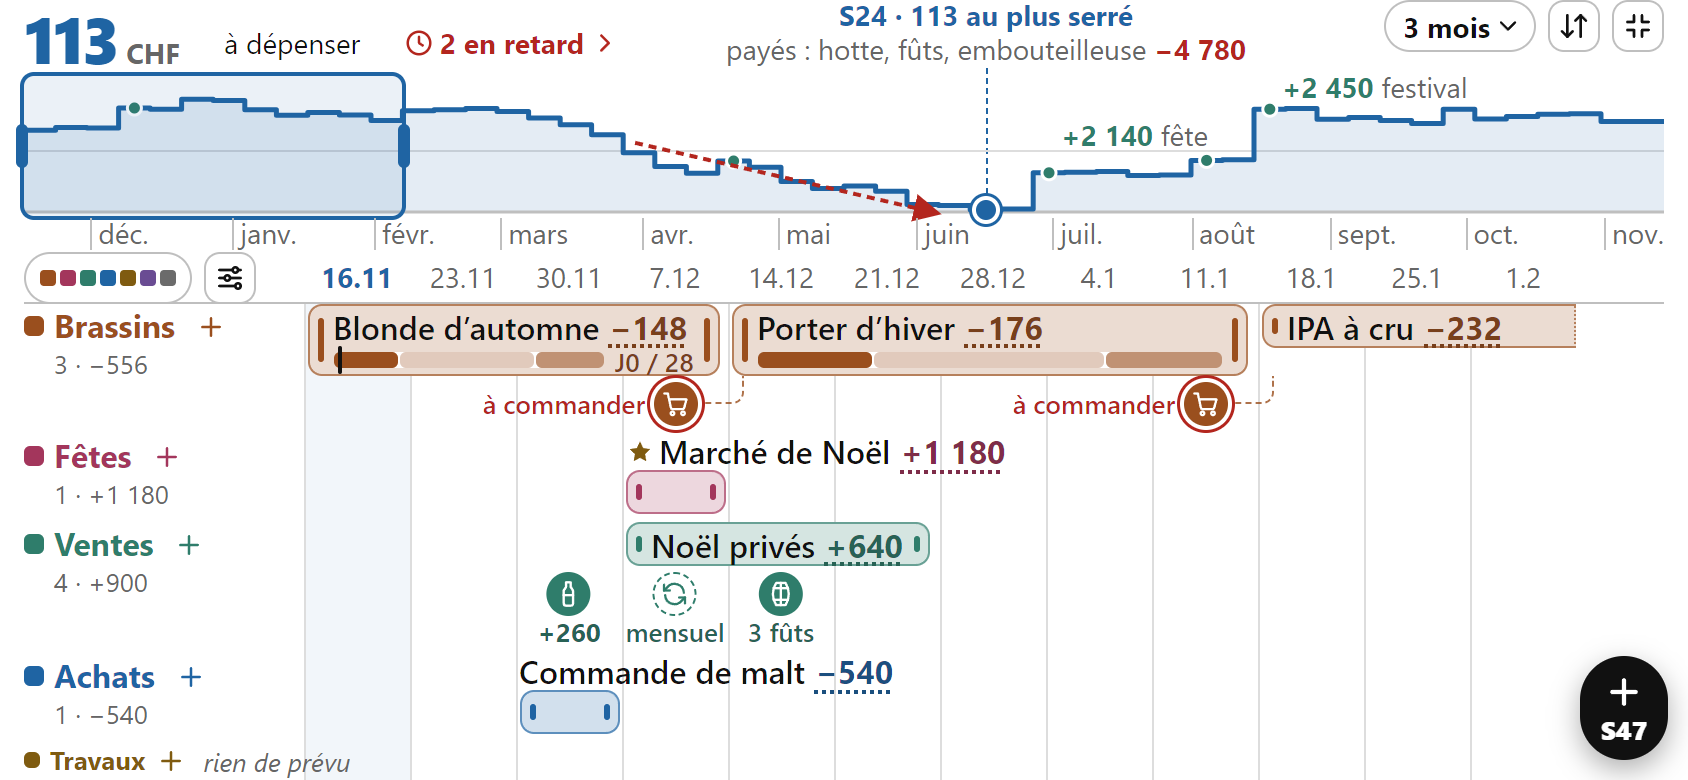 113 CHF à dépenser 2 en retard
S24 · 113 au plus serré
payés : hotte, fûts, embouteilleuse −4 780
3 mois
+2 450 festival
+2 140 fête
déc. janv. févr. mars avr. mai juin juil. août sept. oct. nov.
16.11 23.11 30.11 7.12 14.12 21.12 28.12 4.1 11.1 18.1 25.1 1.2
Brassins +
3 · −556
Blonde d’automne −148
J0 / 28
Porter d’hiver −176
IPA à cru −232
à commander
à commander
Fêtes +
1 · +1 180
Marché de Noël +1 180
Ventes +
4 · +900
Noël privés +640
+260 mensuel 3 fûts
Achats +
1 · −540
Commande de malt −540
Travaux + rien de prévu
+
S47